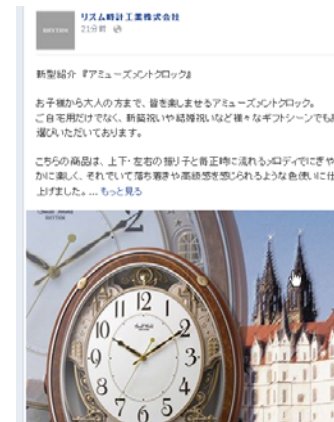 リズム時計工業株式会社
RHYTHM
21分前
新型紹介『アミューズメントクロック』
お子様から大人の方まで、皆を楽しませるアミューズメントクロック。
ご自宅用だけでなく、新築祝いや結婚祝いなど様々なギフトシーンでもお
選びいただいております。
こちらの商品は、上下・左右の振り子と毎正時に流れるメロディでにぎや
かに楽しく、それでいて落ち着きや高級感を感じられるような色使いに仕
上げました。... もっと見る
RHYTHM
11 12 1
10 2
9 3
8 4
7 6 5